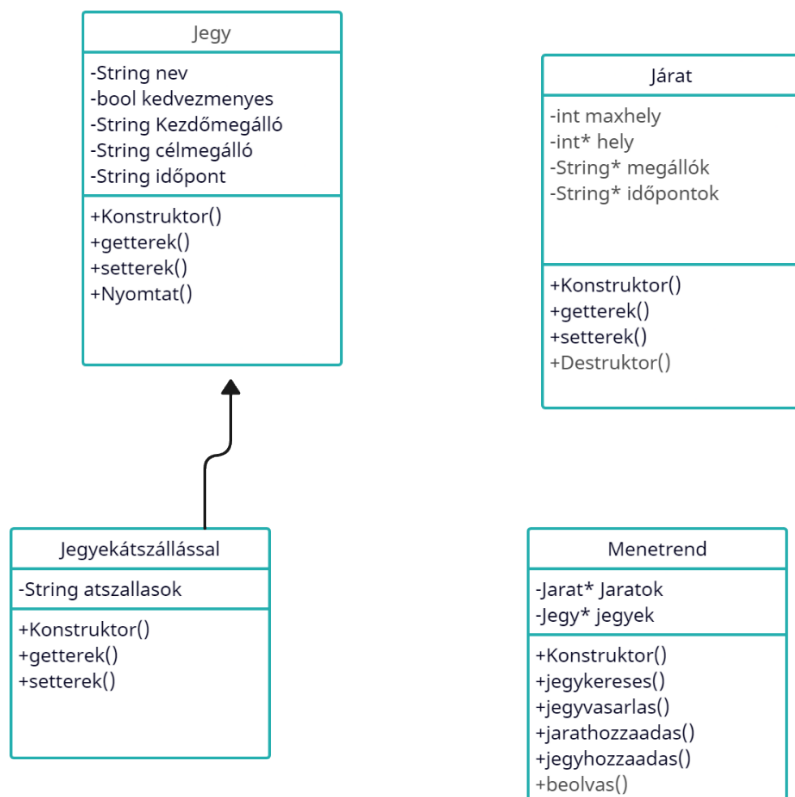 Jegy
-String nev
-bool kedvezmenyes
-String Kezdőmegálló
-String célmegálló
-String időpont
+Konstruktor()
+getterek()
+setterek()
+Nyomtat()
Járat
-int maxhely
-int* hely
-String* megállók
-String* időpontok
+Konstruktor()
+getterek()
+setterek()
+Destruktor()
Jegyekátszállással
-String atszallasok
+Konstruktor()
+getterek()
+setterek()
Menetrend
-Jarat* Jaratok
-Jegy* jegyek
+Konstruktor()
+jegykereses()
+jegyvasarlas()
+jarathozzaadas()
+jegyhozzaadas()
+beolvas()